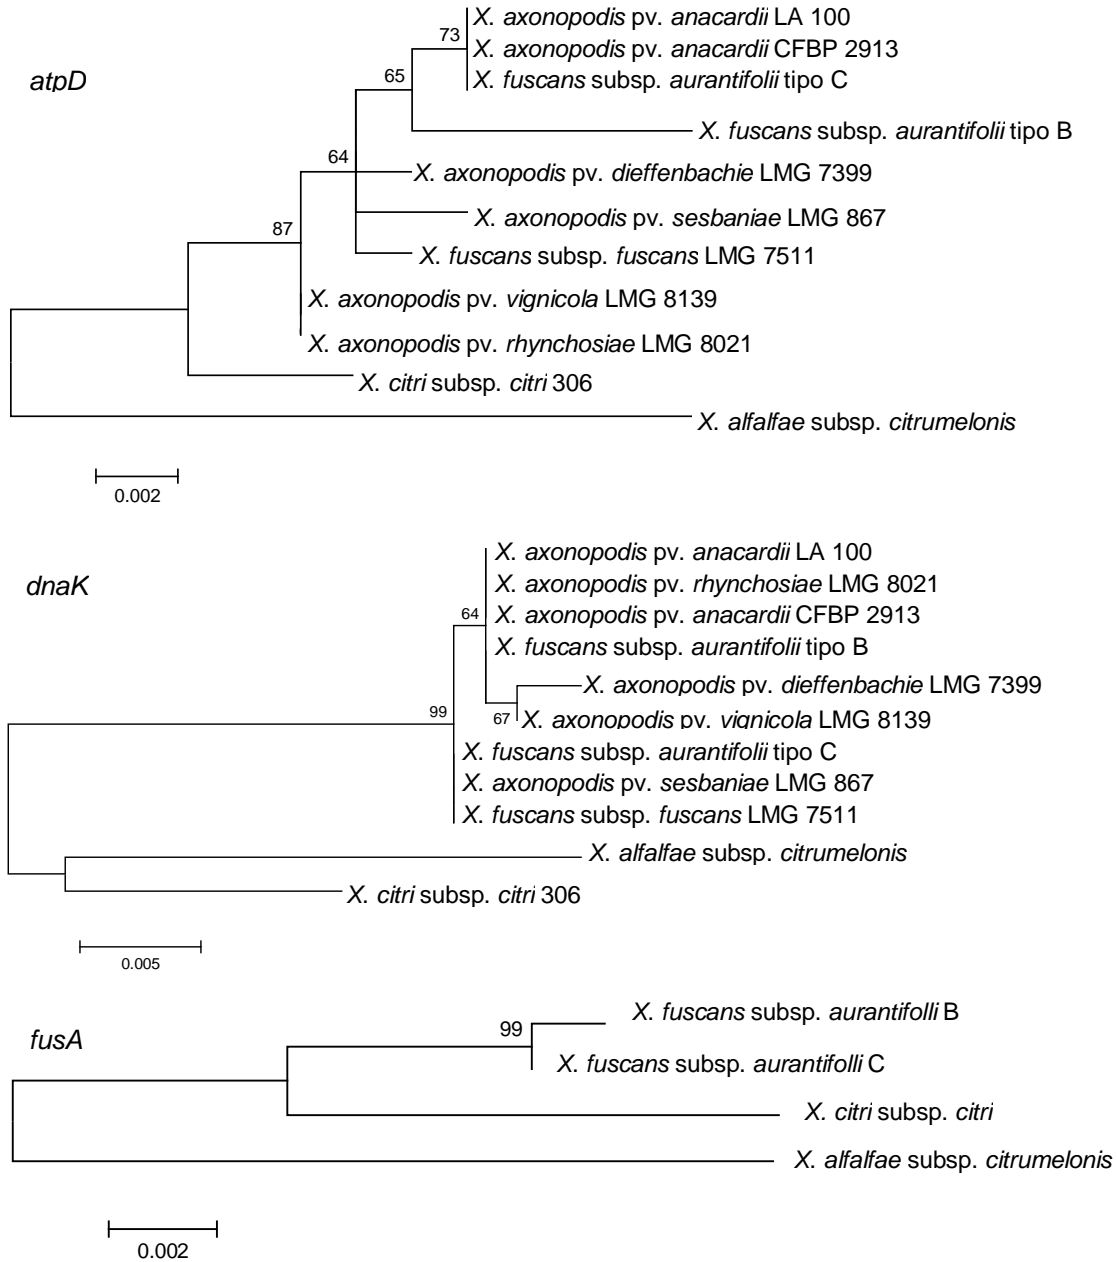 X. axonopodis pv. anacardii LA 100
73
X. axonopodis pv. anacardii CFBP 2913
65
X. fuscans subsp. aurantifolii tipo C
atpD
X. fuscans subsp. aurantifolii tipo B
64
X. axonopodis pv. dieffenbachie LMG 7399
X. axonopodis pv. sesbaniae LMG 867
87
X. fuscans subsp. fuscans LMG 7511
X. axonopodis pv. vignicola LMG 8139
X. axonopodis pv. rhynchosiae LMG 8021
X. citri subsp. citri 306
X. alfalfae subsp. citrumelonis
0.002
X. axonopodis pv. anacardii LA 100
dnaK
X. axonopodis pv. rhynchosiae LMG 8021
64
X. axonopodis pv. anacardii CFBP 2913
X. fuscans subsp. aurantifolii tipo B
X. axonopodis pv. dieffenbachie LMG 7399
99
67
X. axonopodis pv. vignicola LMG 8139
X. fuscans subsp. aurantifolii tipo C
X. axonopodis pv. sesbaniae LMG 867
X. fuscans subsp. fuscans LMG 7511
X. alfalfae subsp. citrumelonis
X. citri subsp. citri 306
0.005
X. fuscans subsp. aurantifolli B
99
fusA
X. fuscans subsp. aurantifolli C
X. citri subsp. citri
X. alfalfae subsp. citrumelonis
0.002